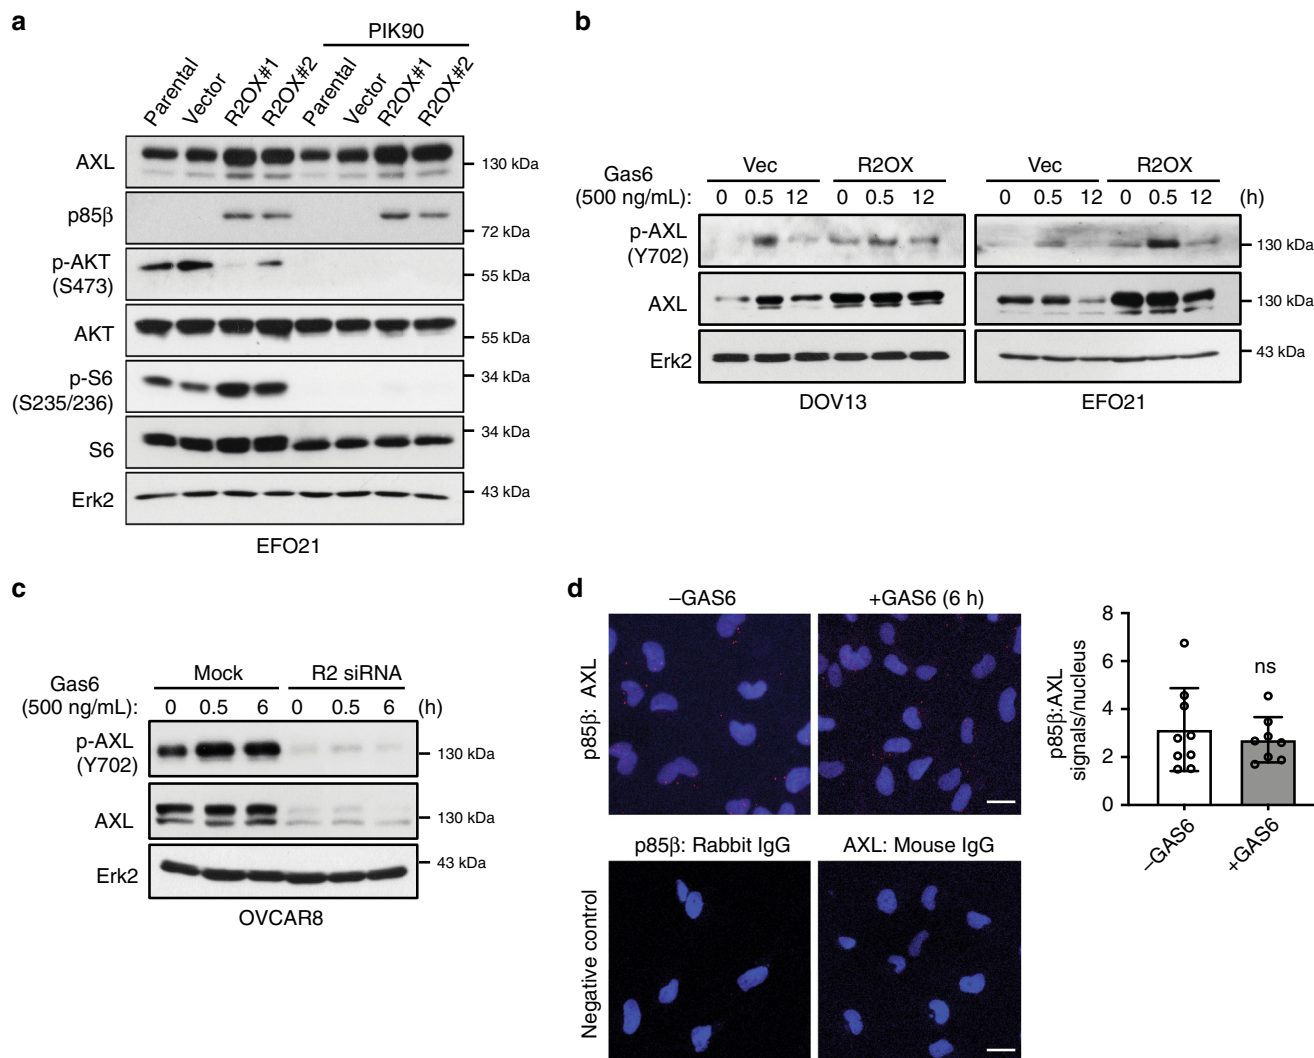 a
PIK90
Parental
Vector
R2OX#1
R2OX#2
Parental
Vector
R2OX#1
R2OX#2
AXL
130 kDa
p85β
72 kDa
p-AKT
(S473)
55 kDa
AKT
55 kDa
p-S6
(S235/236)
34 kDa
S6
34 kDa
Erk2
43 kDa
EFO21
b
Vec R2OX Vec R2OX
Gas6
(500 ng/mL): 0 0.5 12 0 0.5 12 0 0.5 12 0 0.5 12 (h)
p-AXL
(Y702)
130 kDa
AXL
130 kDa
Erk2
43 kDa
DOV13 EFO21
c
Mock R2 siRNA
Gas6
(500 ng/mL): 0 0.5 6 0 0.5 6 (h)
p-AXL
(Y702)
130 kDa
AXL
130 kDa
Erk2
43 kDa
OVCAR8
d
–GAS6 +GAS6 (6 h)
p85β: AXL
p85β: Rabbit IgG AXL: Mouse IgG
Negative control
p85β:AXL
signals/nucleus
8
6
4
2
0
ns
–GAS6
+GAS6